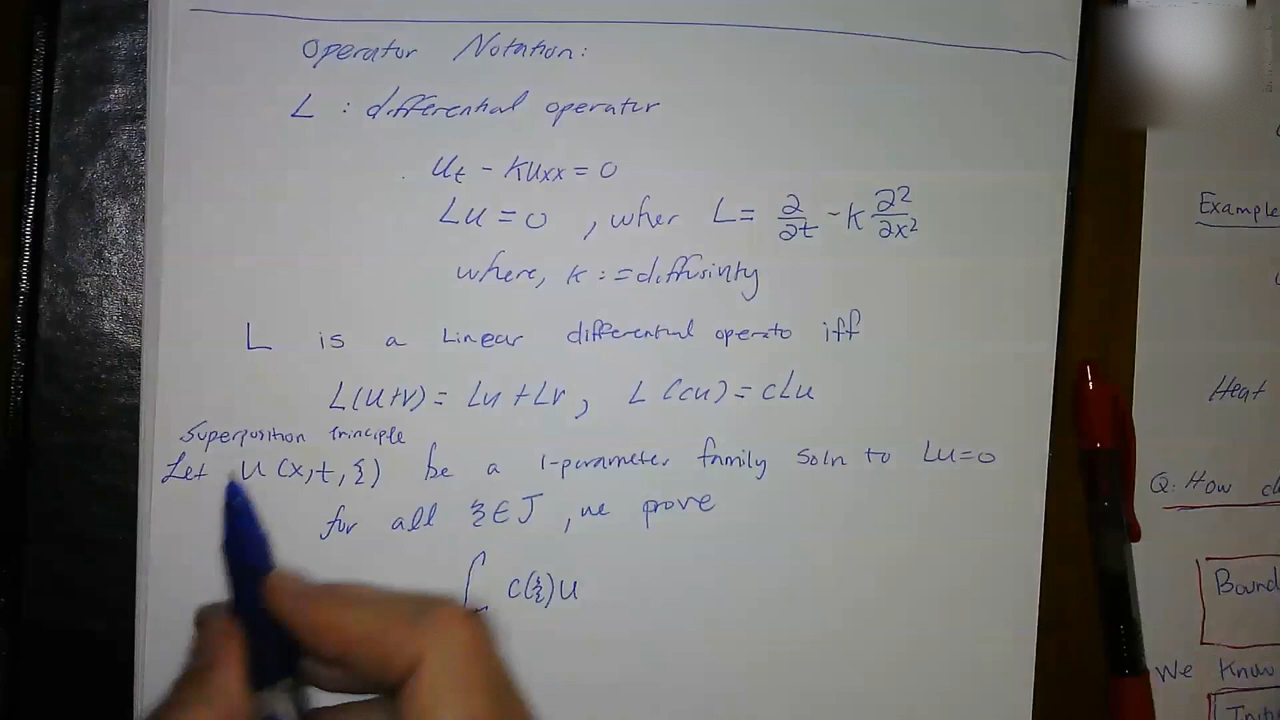 Operator Notation:
L : differential operator
u_t - Ku_xx = 0
Lu = 0 , wher L = ∂/∂t - K ∂²/∂x²
where, K := diffusivity
L is a Linear differential operato iff
L(u+v) = Lu + Lv , L(cu) = cLu
Superposition Principle
Let u(x,t,ξ) be a 1-parameter family soln to Lu=0
for all ξ∈J , we prove
∫ c(ξ)u
Example
Heat
Q: How
Bound
We Know